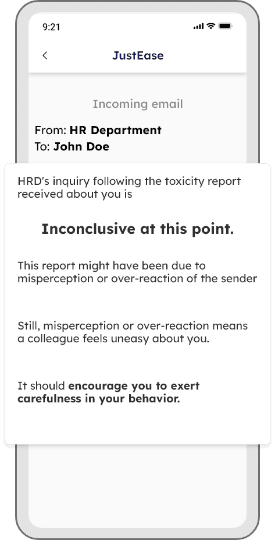 9:21
JustEase
Incoming email
From: HR Department
To: John Doe
HRD's inquiry following the toxicity report
received about you is
Inconclusive at this point.
This report might have been due to
misperception or over-reaction of the sender
Still, misperception or over-reaction means
a colleague feels uneasy about you.
It should encourage you to exert
carefulness in your behavior.